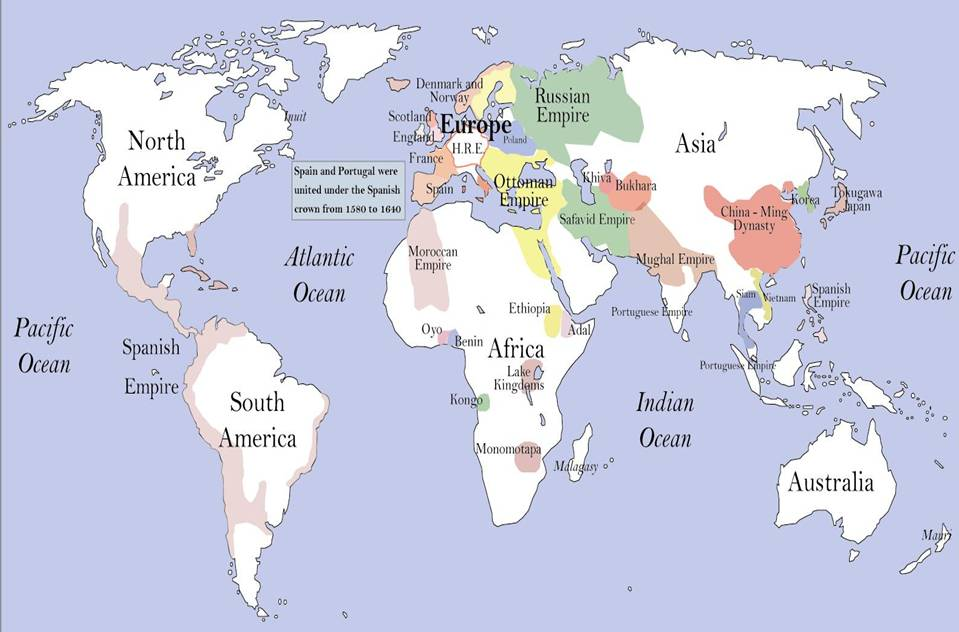 Inuit
Denmark and
Norway
Scotland
England
Europe
H.R.E.
Poland
Russian
Empire
North
America
Asia
France
Spain
Spain and Portugal were
united under the Spanish
crown from 1580 to 1640
Ottoman
Empire
Khiva
Bukhara
Safavid Empire
China - Ming
Dynasty
Korea
Tokugawa
Japan
Atlantic
Ocean
Moroccan
Empire
Mughal Empire
Pacific
Ocean
Pacific
Ocean
Ethiopia
Adal
Portuguese Empire
Siam
Vietnam
Spanish
Empire
Oyo
Benin
Africa
Spanish
Empire
Lake
Kingdoms
Portuguese Empire
Kongo
South
America
Indian
Ocean
Monomotapa
Malagasy
Australia
Mauri